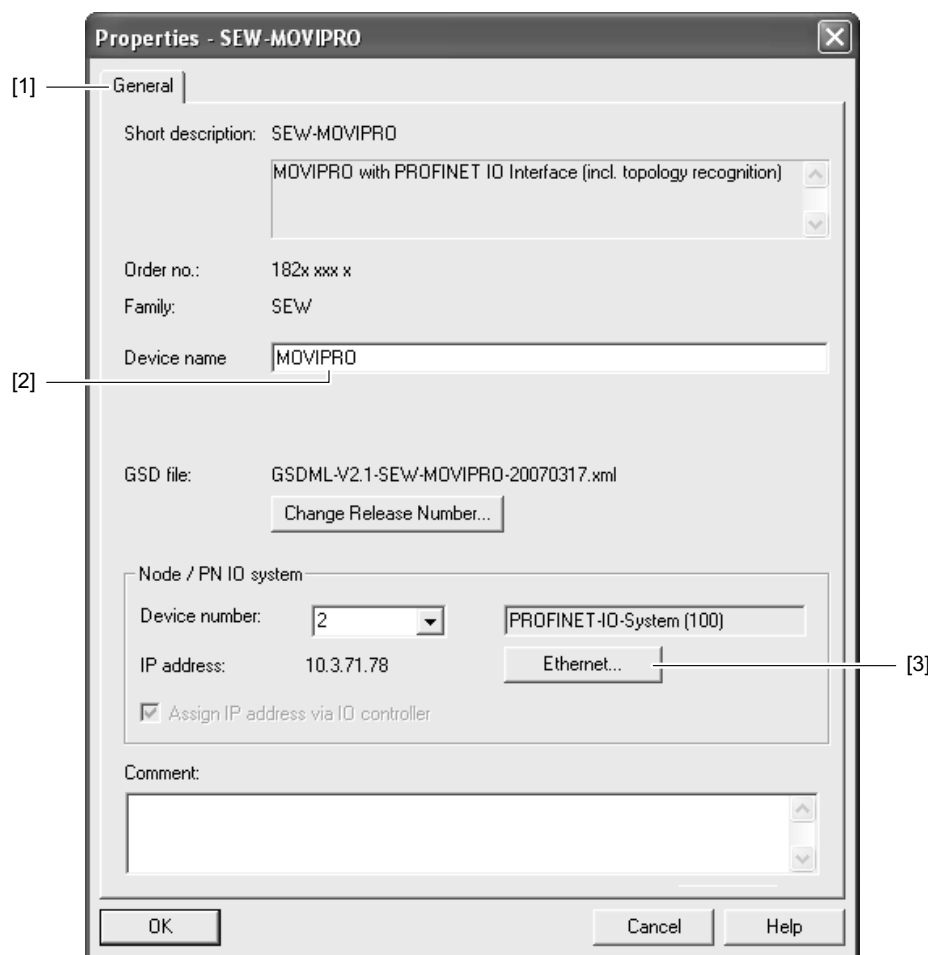 Properties - SEW-MOVIPRO
[1]
General
Short description: SEW-MOVIPRO
MOVIPRO with PROFINET IO Interface (incl. topology recognition)
Order no.: 182x xxx x
Family: SEW
Device name MOVIPRO
[2]
GSD file: GSDML-V2.1-SEW-MOVIPRO-20070317.xml
Change Release Number...
Node / PN IO system
Device number: 2 PROFINET-IO-System (100)
IP address: 10.3.71.78 Ethernet... [3]
Assign IP address via IO controller
Comment:
OK Cancel Help